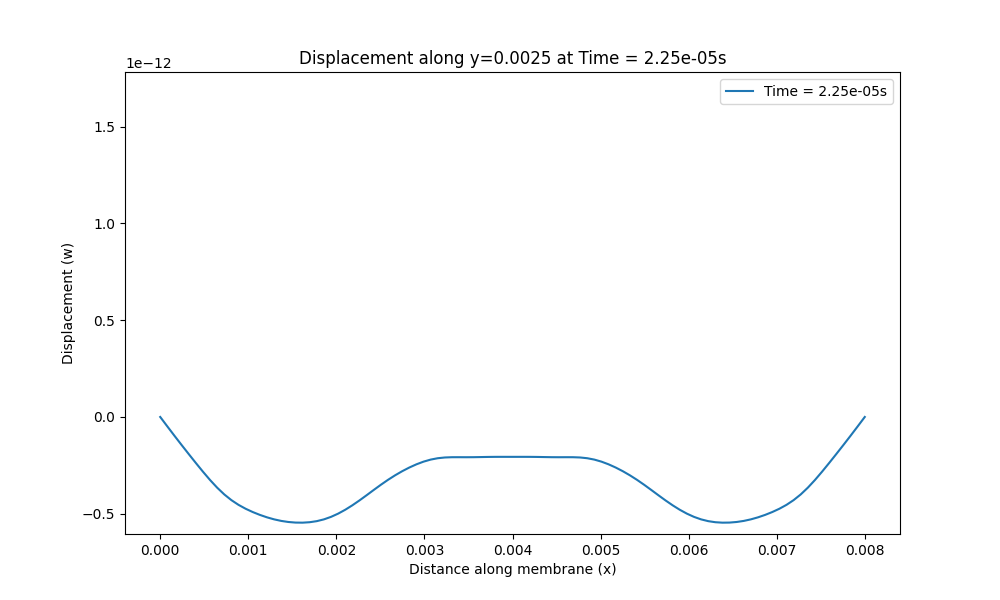 Displacement along y=0.0025 at Time = 2.25e-05s
1e−12
Time = 2.25e-05s
1.5
1.0
0.5
0.0
−0.5
Displacement (w)
0.000 0.001 0.002 0.003 0.004 0.005 0.006 0.007 0.008
Distance along membrane (x)